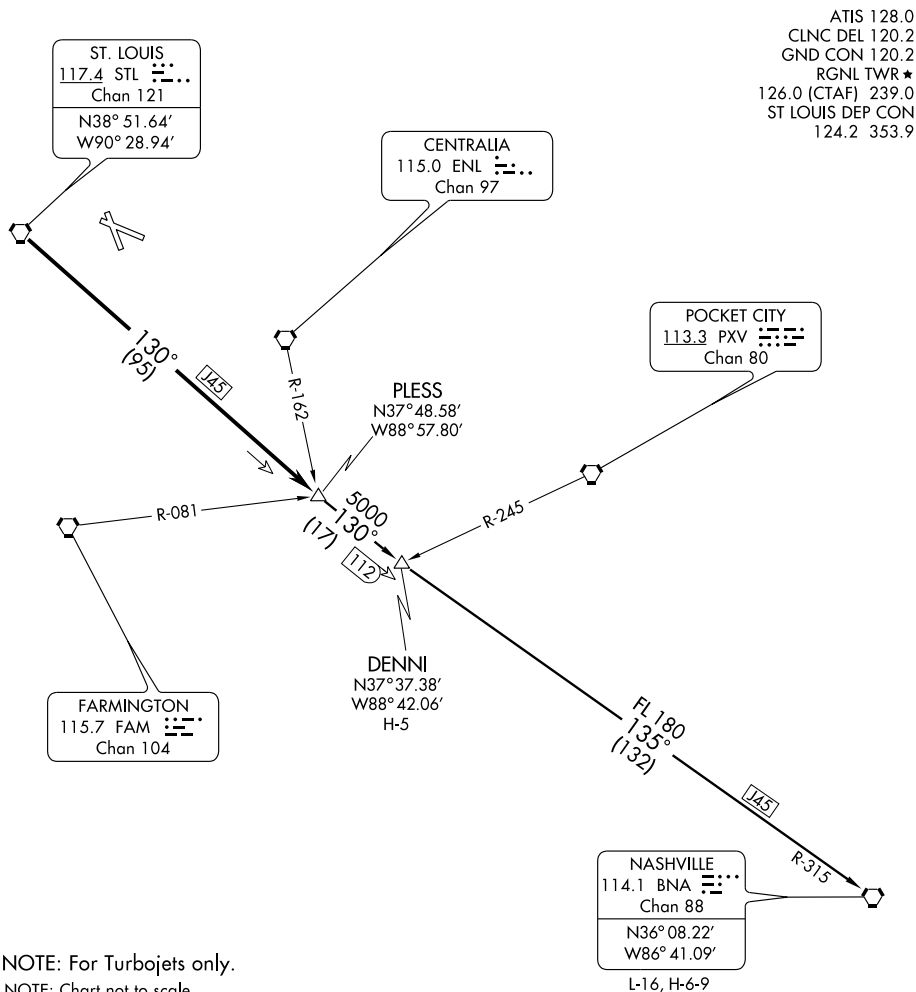 ATIS 128.0
CLNC DEL 120.2
GND CON 120.2
RGNL TWR ★
126.0 (CTAF) 239.0
ST LOUIS DEP CON
124.2 353.9
ST. LOUIS
117.4 STL
Chan 121
N38° 51.64'
W90° 28.94'
CENTRALIA
115.0 ENL
Chan 97
POCKET CITY
113.3 PXV
Chan 80
130°
(95)
J45
R-162
PLESS
N37°48.58'
W88°57.80'
R-081
5000
130°
(17)
112
R-245
DENNI
N37°37.38'
W88°42.06'
H-5
FARMINGTON
115.7 FAM
Chan 104
FL 180
135°
(132)
J45
R-315
NASHVILLE
114.1 BNA
Chan 88
N36°08.22'
W86°41.09'
L-16, H-6-9
NOTE: For Turbojets only.
NOTE: Chart not to scale